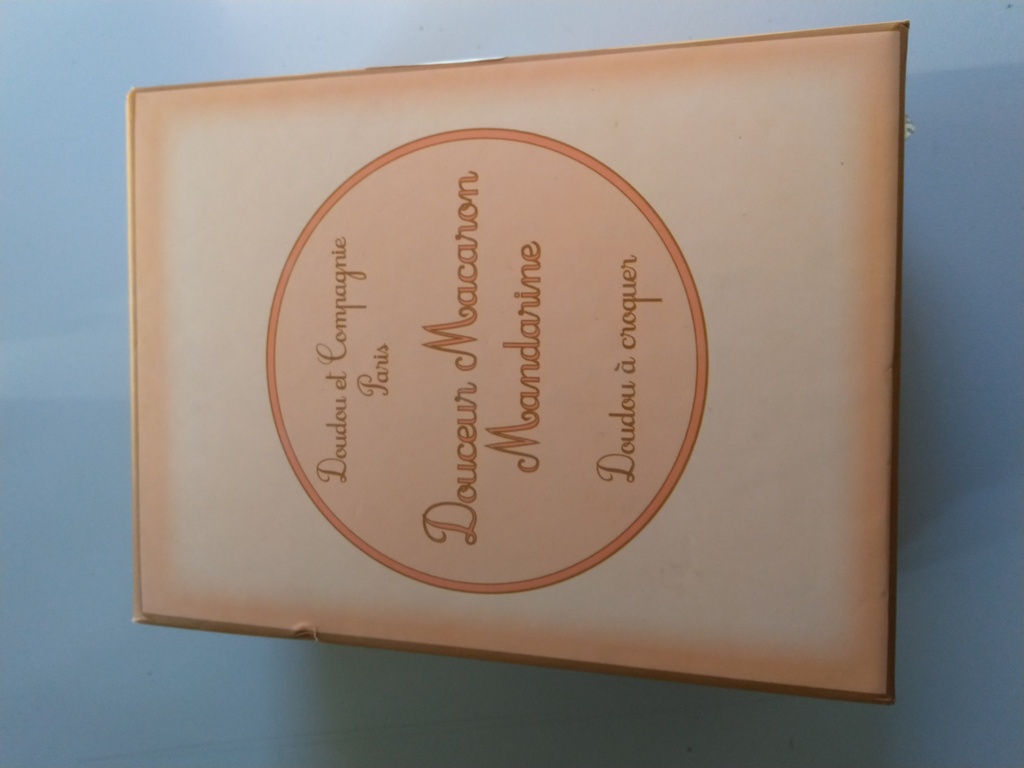 Doudou et Compagnie
Paris
Douceur Macaron
Mandarine
Doudou à croquer